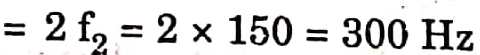 = 2 f₂ = 2 × 150 = 300 Hz